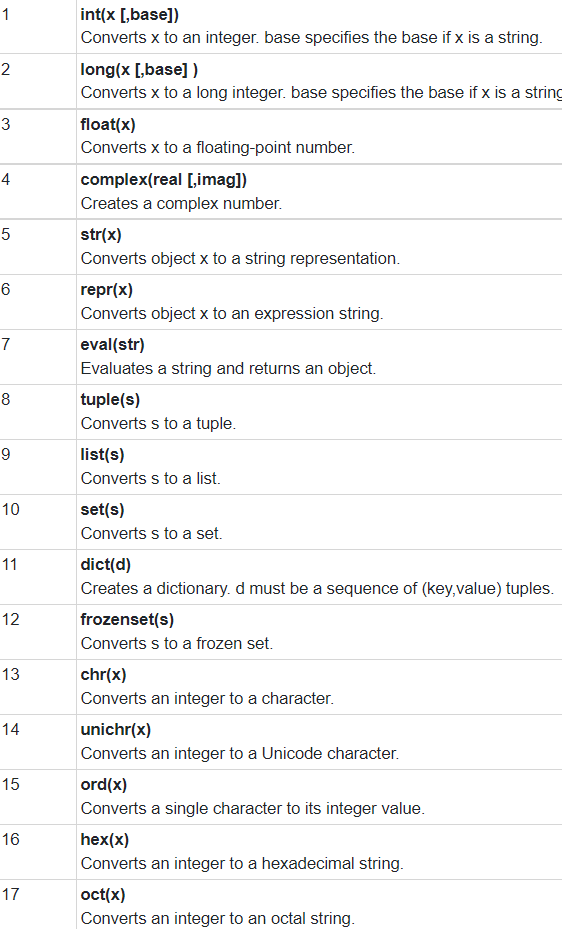 1 int(x [,base])
Converts x to an integer. base specifies the base if x is a string.
2 long(x [,base] )
Converts x to a long integer. base specifies the base if x is a string
3 float(x)
Converts x to a floating-point number.
4 complex(real [,imag])
Creates a complex number.
5 str(x)
Converts object x to a string representation.
6 repr(x)
Converts object x to an expression string.
7 eval(str)
Evaluates a string and returns an object.
8 tuple(s)
Converts s to a tuple.
9 list(s)
Converts s to a list.
10 set(s)
Converts s to a set.
11 dict(d)
Creates a dictionary. d must be a sequence of (key,value) tuples.
12 frozenset(s)
Converts s to a frozen set.
13 chr(x)
Converts an integer to a character.
14 unichr(x)
Converts an integer to a Unicode character.
15 ord(x)
Converts a single character to its integer value.
16 hex(x)
Converts an integer to a hexadecimal string.
17 oct(x)
Converts an integer to an octal string.